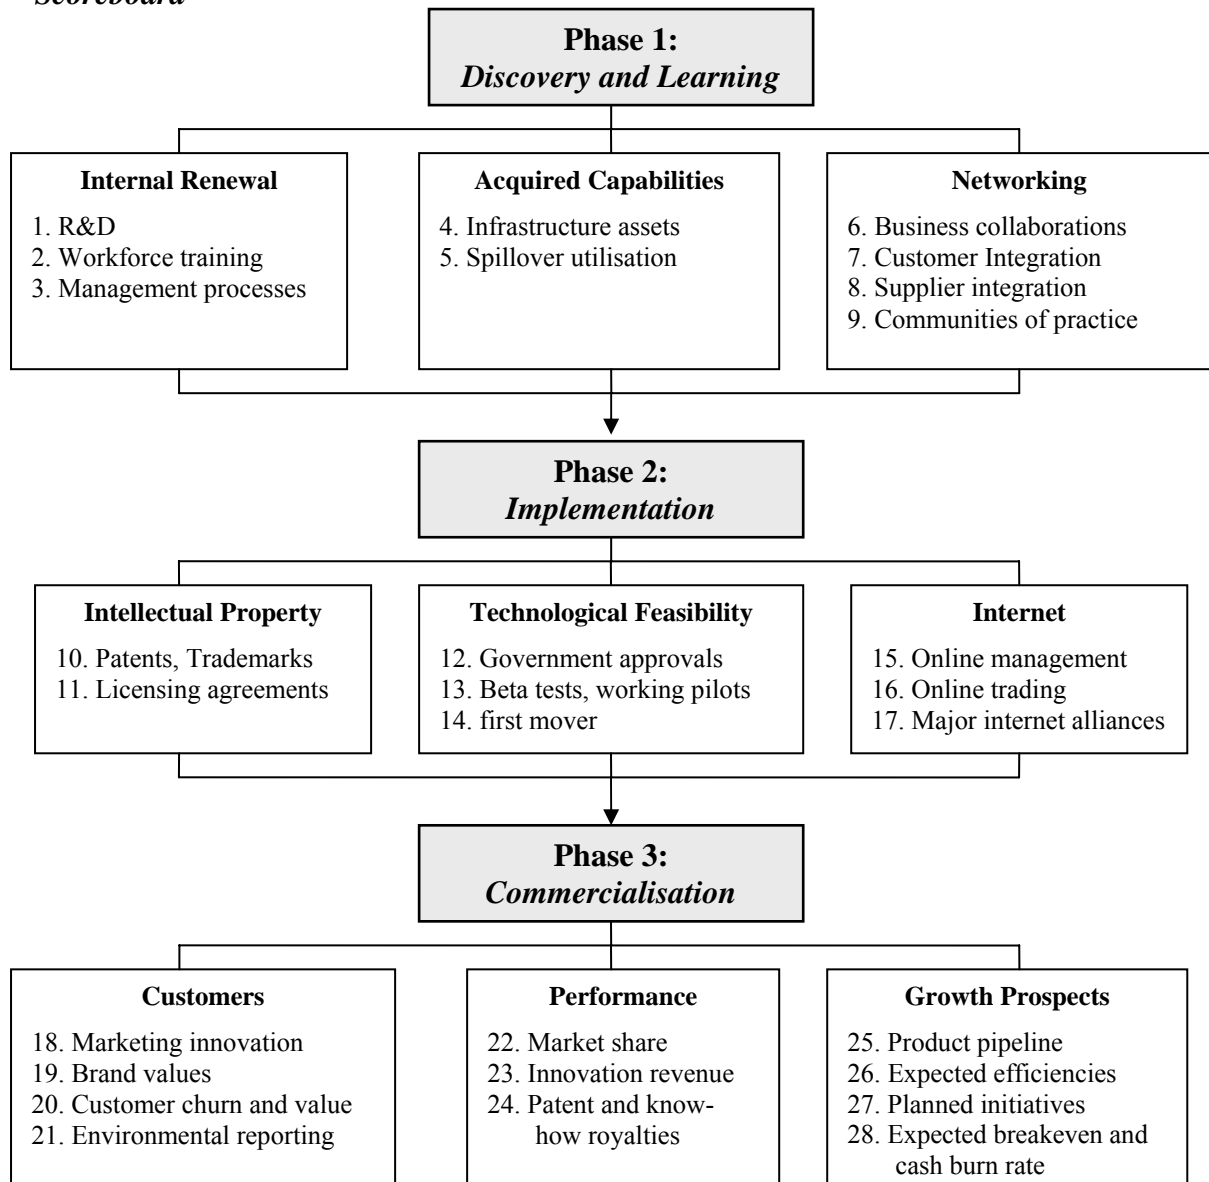 Scoreboard
Phase 1:
Discovery and Learning
Internal Renewal
1. R&D
2. Workforce training
3. Management processes
Acquired Capabilities
4. Infrastructure assets
5. Spillover utilisation
Networking
6. Business collaborations
7. Customer Integration
8. Supplier integration
9. Communities of practice
Phase 2:
Implementation
Intellectual Property
10. Patents, Trademarks
11. Licensing agreements
Technological Feasibility
12. Government approvals
13. Beta tests, working pilots
14. first mover
Internet
15. Online management
16. Online trading
17. Major internet alliances
Phase 3:
Commercialisation
Customers
18. Marketing innovation
19. Brand values
20. Customer churn and value
21. Environmental reporting
Performance
22. Market share
23. Innovation revenue
24. Patent and know-
how royalties
Growth Prospects
25. Product pipeline
26. Expected efficiencies
27. Planned initiatives
28. Expected breakeven and
cash burn rate